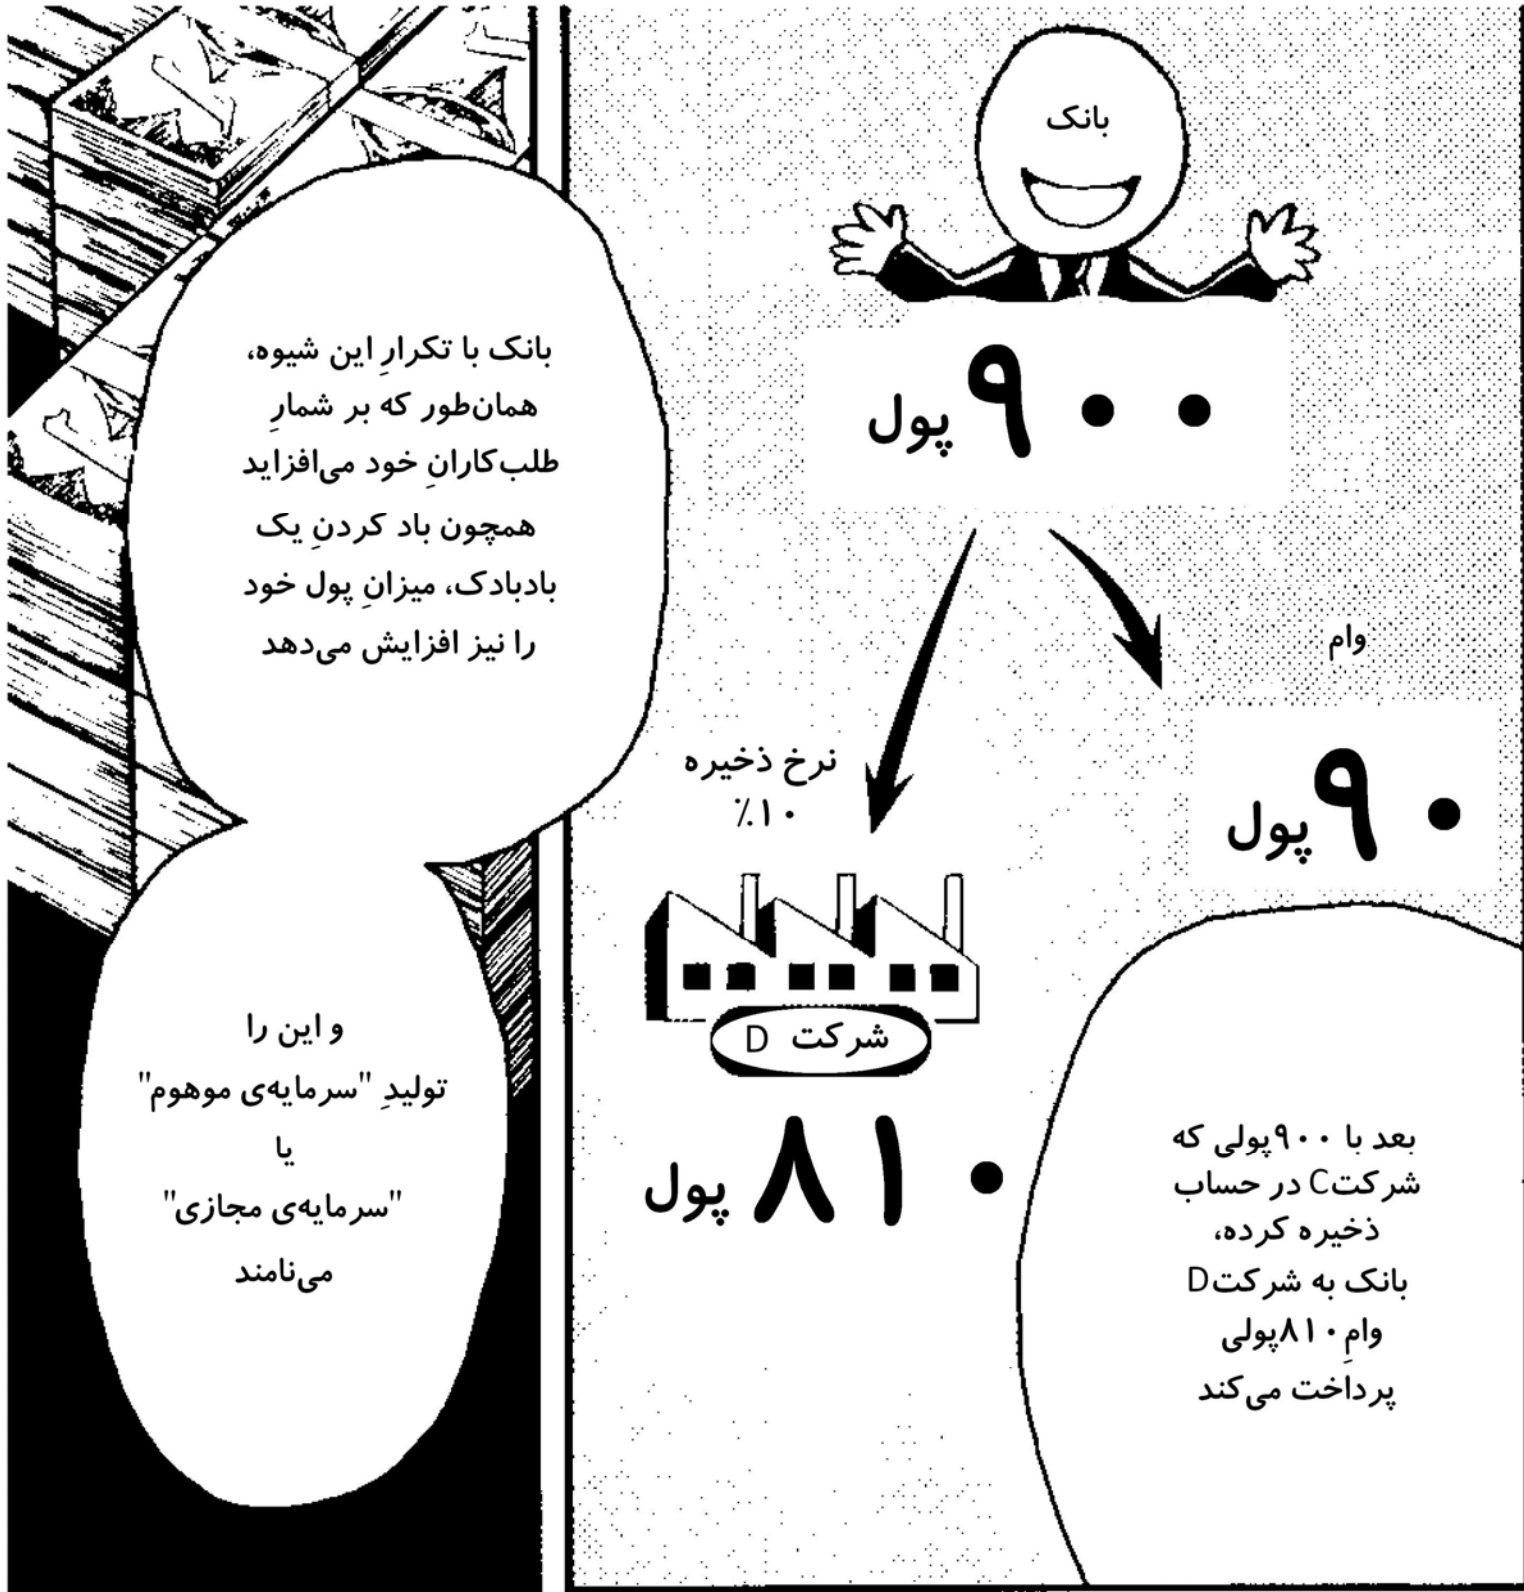 بانک
۹۰۰ پول
وام
۹۰ پول
نرخ ذخیره
٪۱۰
شرکت D
۸۱۰ پول
بعد با ۹۰۰پولی که
شرکتC در حساب
ذخیره کرده،
بانک به شرکتD
وامِ ۸۱۰پولی
پرداخت می‌کند
بانک با تکرارِ این شیوه،
همان‌طور که بر شمارِ
طلب‌کارانِ خود می‌افزاید
همچون باد کردنِ یک
بادبادک، میزانِ پول خود
را نیز افزایش می‌دهد
و این را
تولیدِ "سرمایه‌ی موهوم"
یا
"سرمایه‌ی مجازی"
می‌نامند